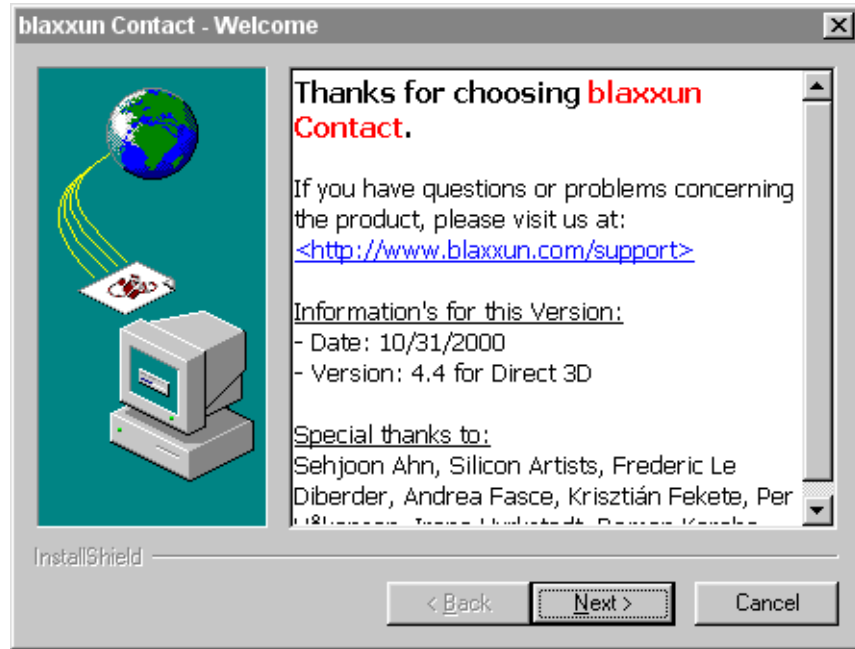 blaxxun Contact - Welcome
Thanks for choosing blaxxun
Contact.
If you have questions or problems concerning
the product, please visit us at:
<http://www.blaxxun.com/support>
Information's for this Version:
- Date: 10/31/2000
- Version: 4.4 for Direct 3D
Special thanks to:
Sehjoon Ahn, Silicon Artists, Frederic Le
Diberder, Andrea Fasce, Krisztián Fekete, Per
InstallShield
< Back
Next >
Cancel